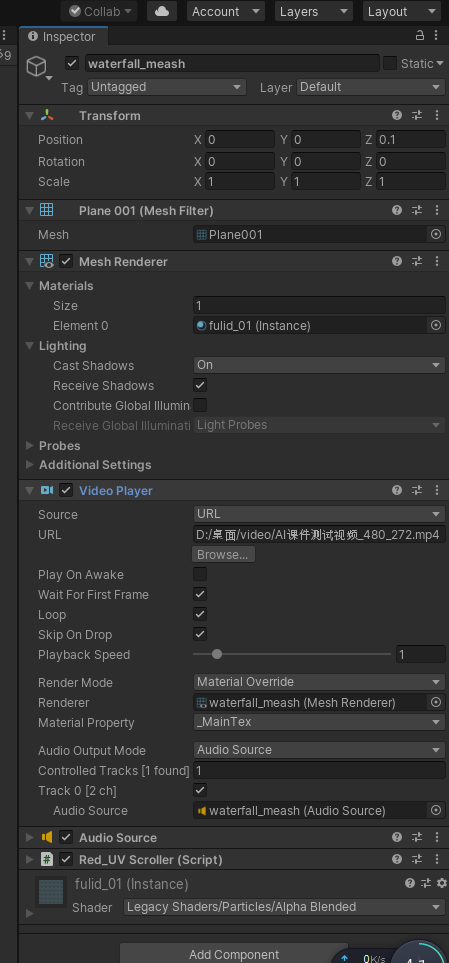 Collab
Account
Layers
Layout
9
Inspector
waterfall_meash
Static
Tag Untagged Layer Default
Transform
Position X 0 Y 0 Z 0.1
Rotation X 0 Y 0 Z 0
Scale X 1 Y 1 Z 1
Plane 001 (Mesh Filter)
Mesh Plane001
Mesh Renderer
Materials
Size 1
Element 0 fulid_01 (Instance)
Lighting
Cast Shadows On
Receive Shadows
Contribute Global Illumin
Receive Global Illuminati Light Probes
Probes
Additional Settings
Video Player
Source URL
URL D:/桌面/video/AI课件测试视频_480_272.mp4
Browse...
Play On Awake
Wait For First Frame
Loop
Skip On Drop
Playback Speed 1
Render Mode Material Override
Renderer waterfall_meash (Mesh Renderer)
Material Property _MainTex
Audio Output Mode Audio Source
Controlled Tracks [1 found] 1
Track 0 [2 ch]
Audio Source waterfall_meash (Audio Source)
Audio Source
Red_UV Scroller (Script)
fulid_01 (Instance)
Shader Legacy Shaders/Particles/Alpha Blended
Add Component
0K/s